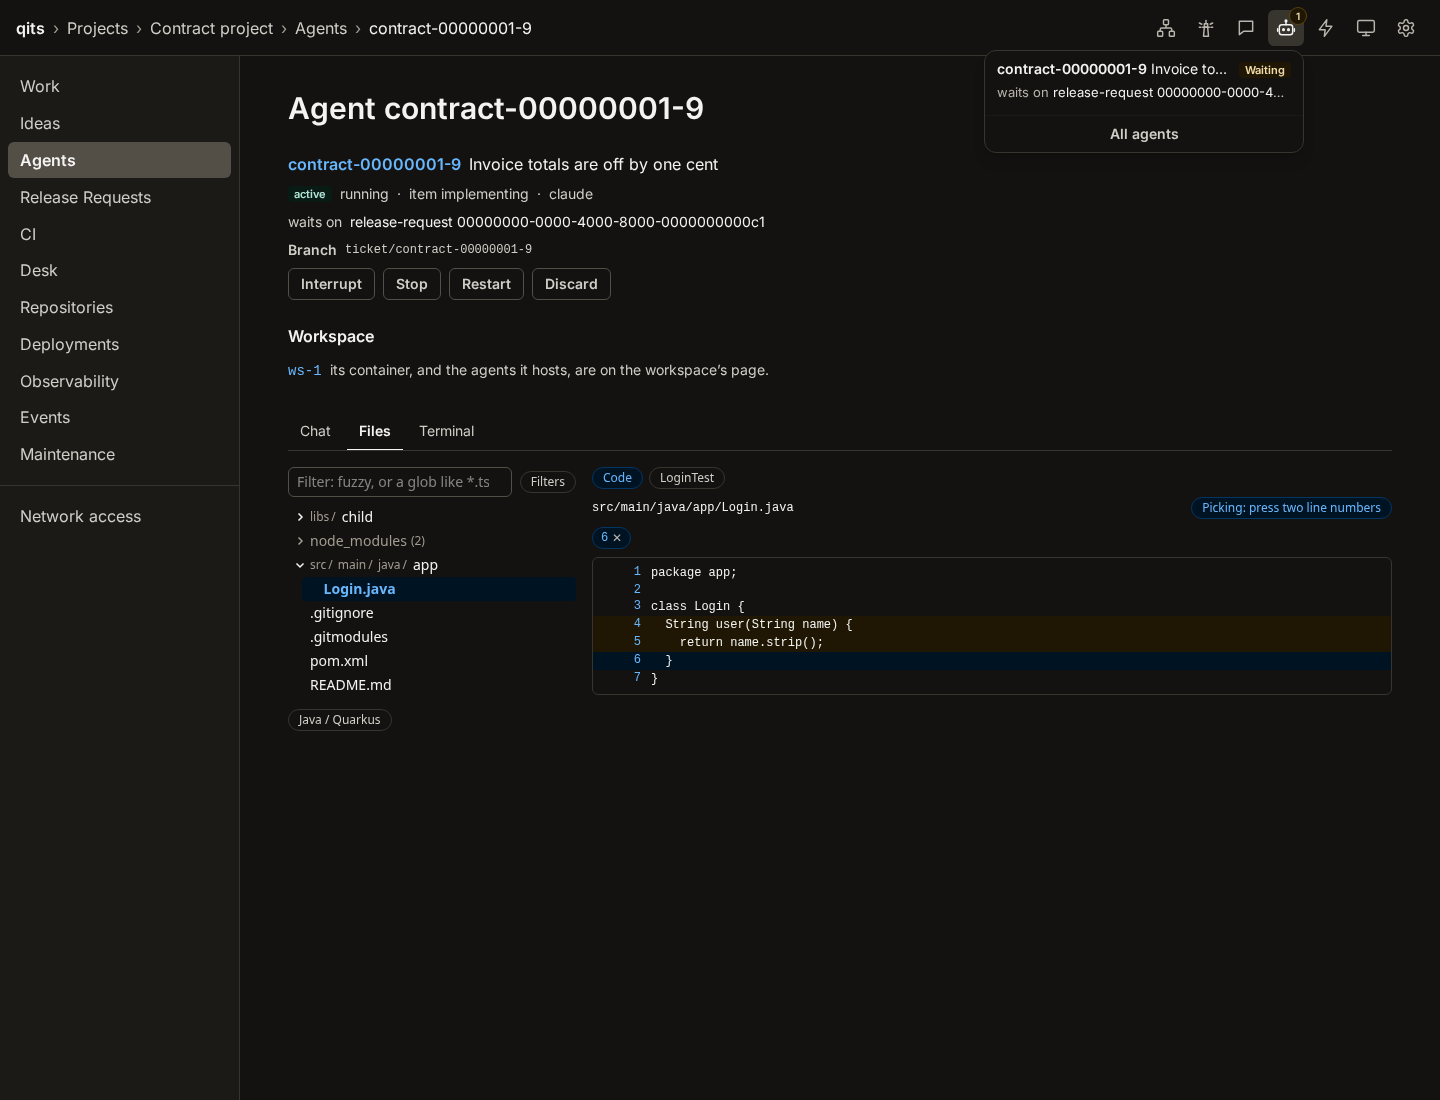 qits › Projects › Contract project › Agents › contract-00000001-9
1
contract-00000001-9 Invoice to... Waiting
waits on release-request 00000000-0000-4...
All agents
Work
Ideas
Agents
Release Requests
CI
Desk
Repositories
Deployments
Observability
Events
Maintenance
Network access
Agent contract-00000001-9
contract-00000001-9 Invoice totals are off by one cent
active running · item implementing · claude
waits on release-request 00000000-0000-4000-8000-0000000000c1
Branch ticket/contract-00000001-9
Interrupt Stop Restart Discard
Workspace
ws-1 its container, and the agents it hosts, are on the workspace’s page.
Chat Files Terminal
Filter: fuzzy, or a glob like *.ts Filters
libs/ child
node_modules (2)
src/ main/ java/ app
Login.java
.gitignore
.gitmodules
pom.xml
README.md
Java / Quarkus
Code LoginTest
src/main/java/app/Login.java Picking: press two line numbers
6 ×
1 package app;
2
3 class Login {
4 String user(String name) {
5 return name.strip();
6 }
7 }